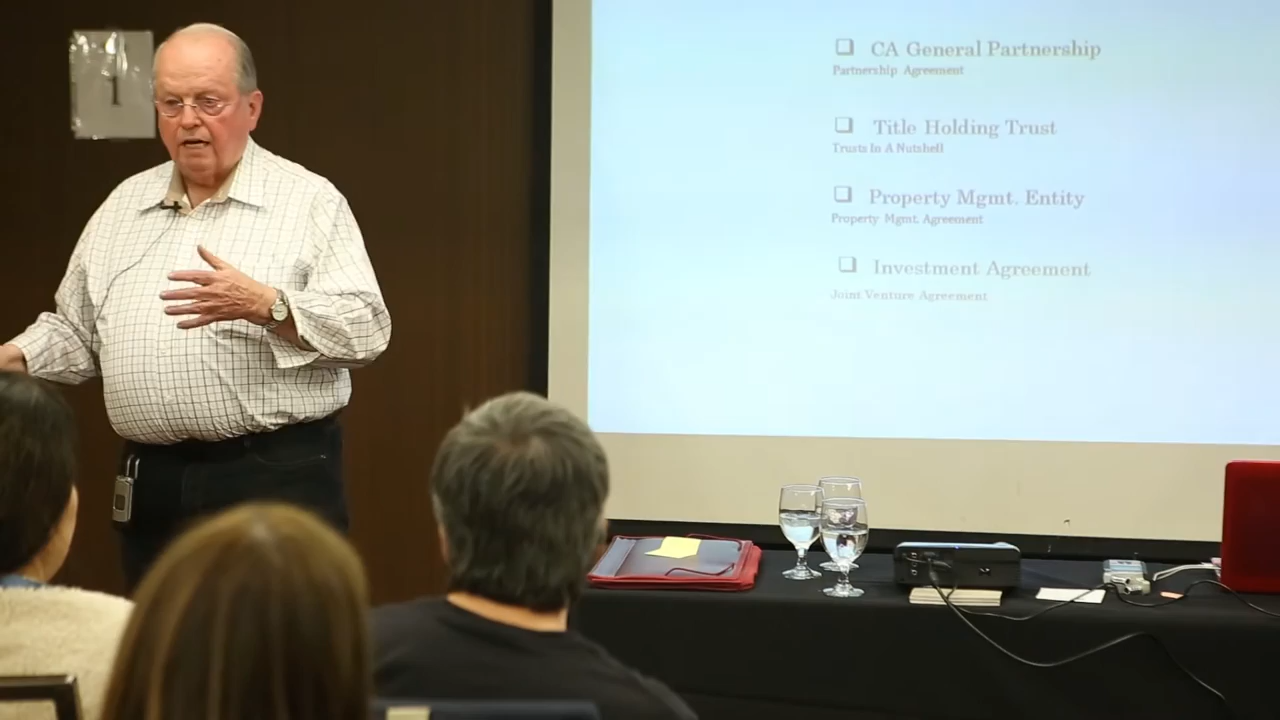 1
❑ CA General Partnership
Partnership Agreement
❑ Title Holding Trust
Trusts In A Nutshell
❑ Property Mgmt. Entity
Property Mgmt. Agreement
❑ Investment Agreement
Joint Venture Agreement